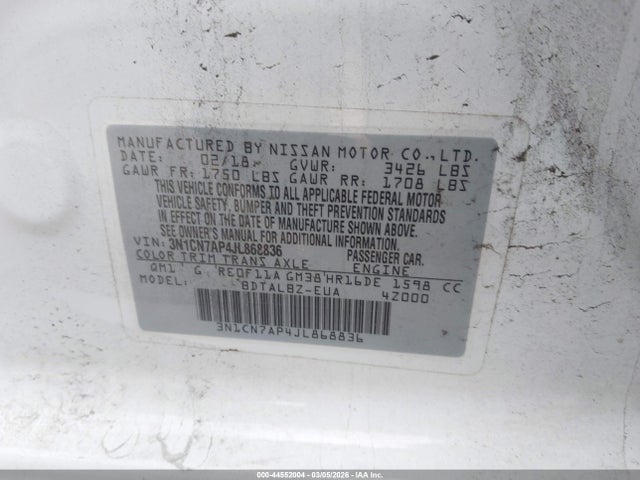 MANUFACTURED BY NISSAN MOTOR CO., LTD.
DATE: 02/18 GVWR: 3426 LBS
GAWR FR: 1750 LBS GAWR RR: 1708 LBS
THIS VEHICLE CONFORMS TO ALL APPLICABLE FEDERAL MOTOR
VEHICLE SAFETY, BUMPER AND THEFT PREVENTION STANDARDS
IN EFFECT ON THE DATE OF MANUFACTURE SHOWN ABOVE.
SEE OWNER'S MANUAL FOR ADDITIONAL INFORMATION.
VIN: 3N1CN7AP4JL868836 PASSENGER CAR.
COLOR TRIM TRANS AXLE ENGINE
QM1 G RE0F11A GM38 HR16DE 1598 CC
BDTALBZ-EUA 4Z000
3N1CN7AP4JL868836
000-44552004 | 03/05/2026 - IAAI.COM